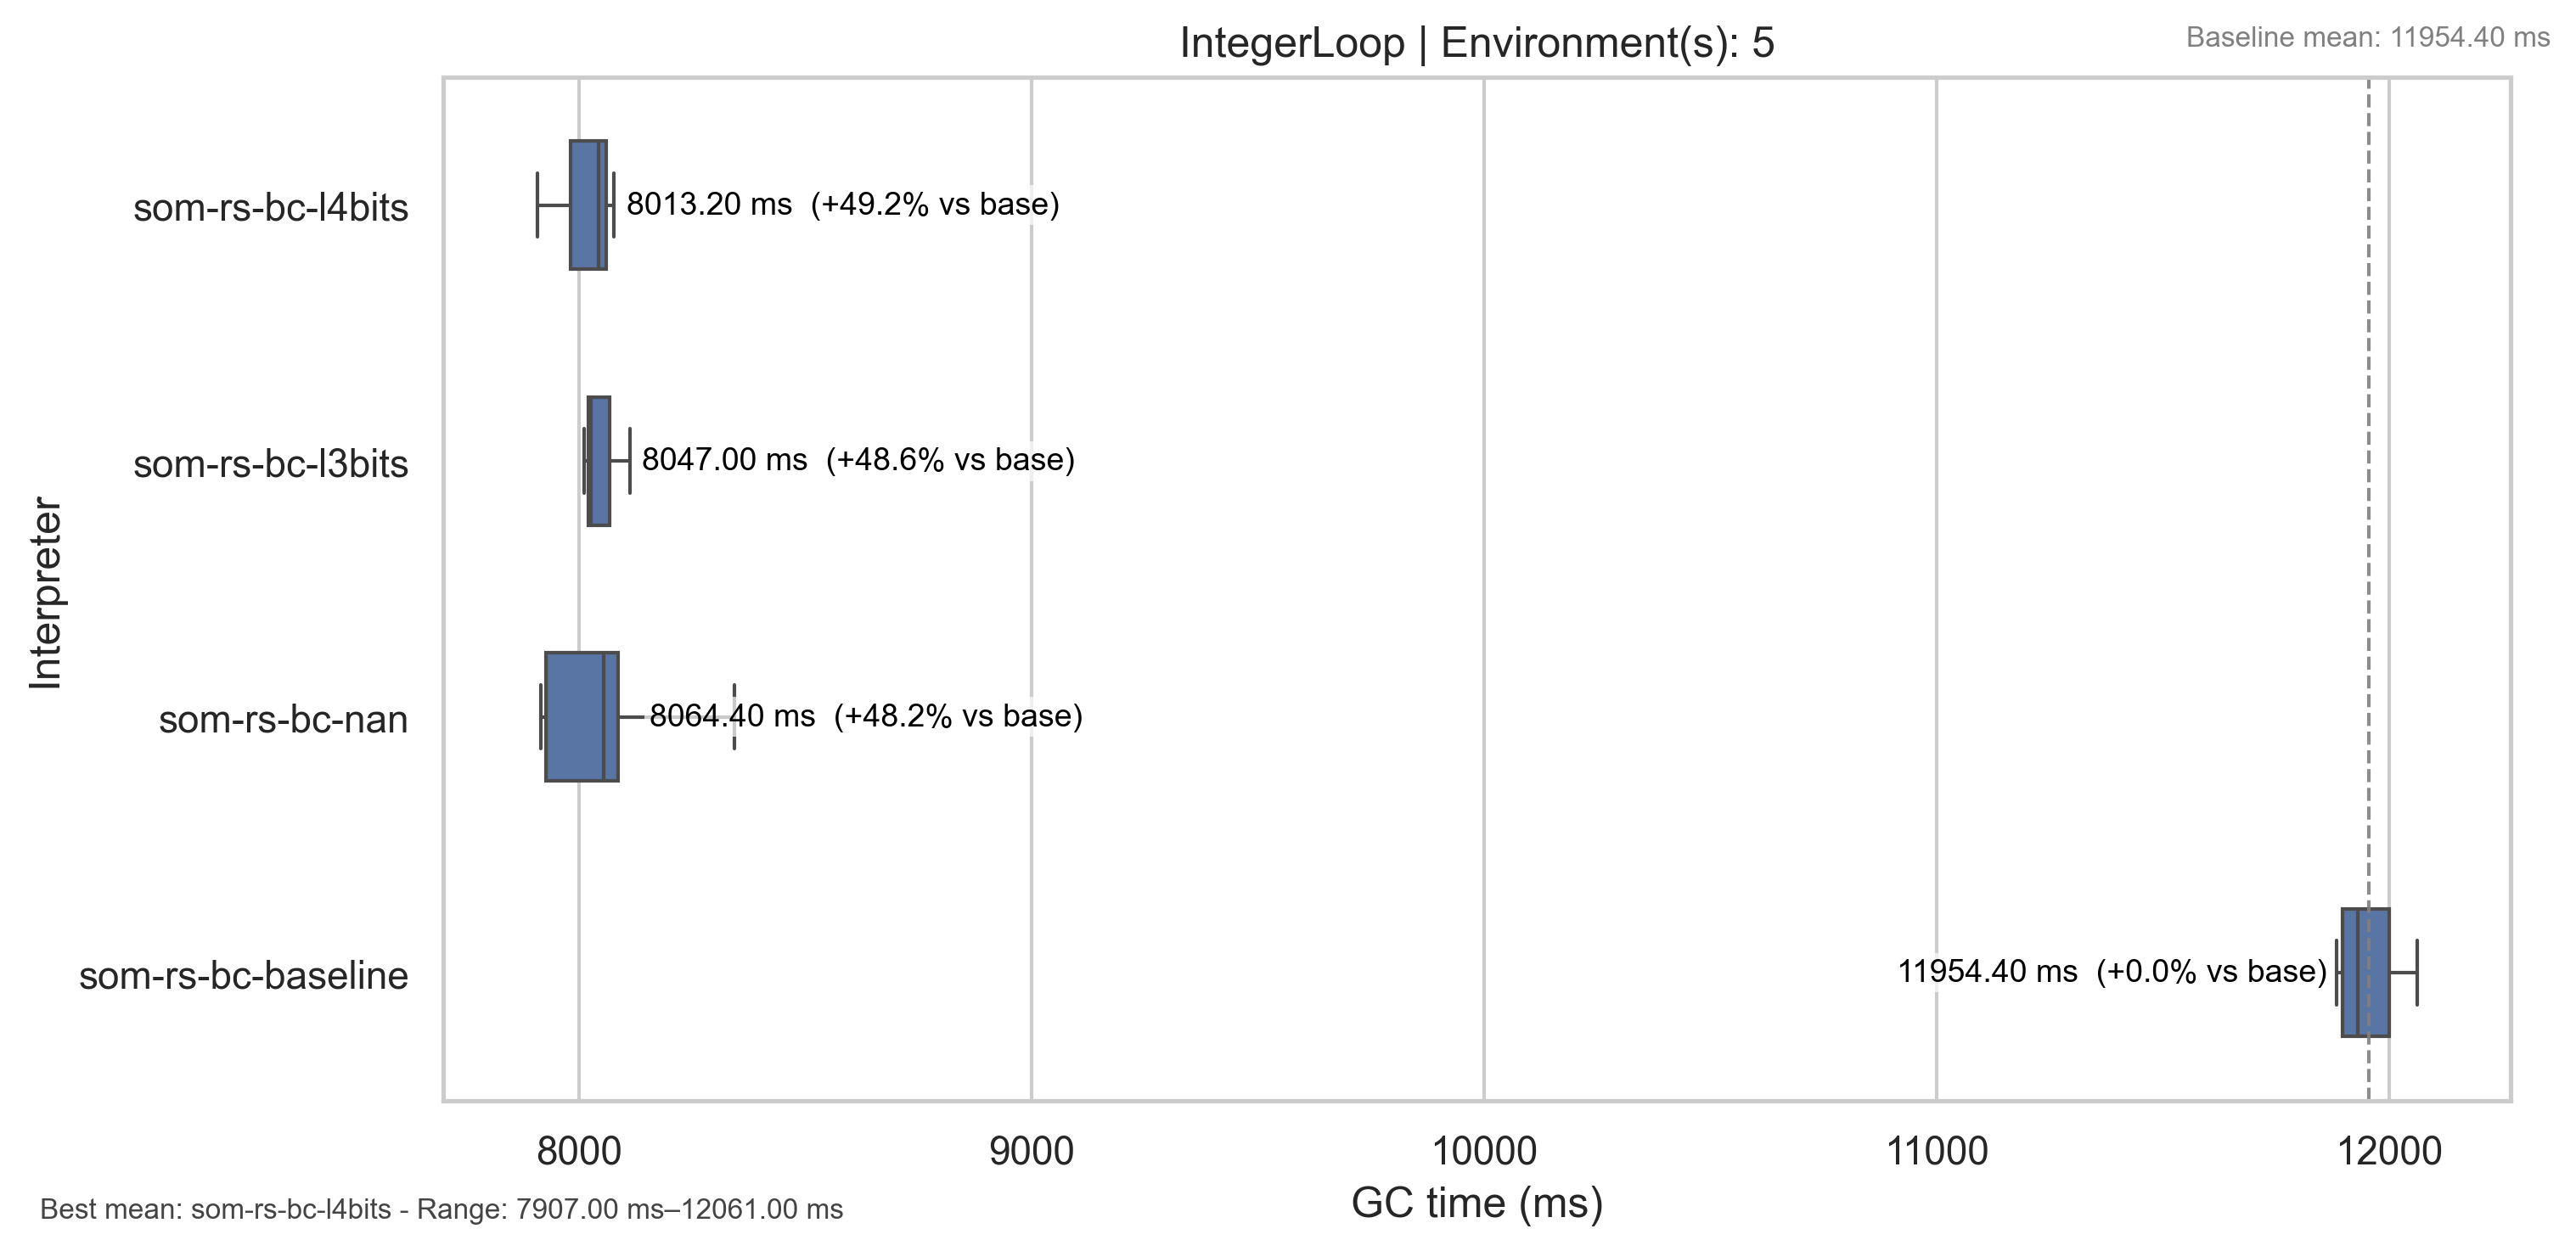 IntegerLoop | Environment(s): 5
Baseline mean: 11954.40 ms
som-rs-bc-l4bits
8013.20 ms  (+49.2% vs base)
som-rs-bc-l3bits
8047.00 ms  (+48.6% vs base)
Interpreter
som-rs-bc-nan
8064.40 ms  (+48.2% vs base)
som-rs-bc-baseline
11954.40 ms  (+0.0% vs base)
8000
9000
10000
11000
12000
GC time (ms)
Best mean: som-rs-bc-l4bits - Range: 7907.00 ms–12061.00 ms